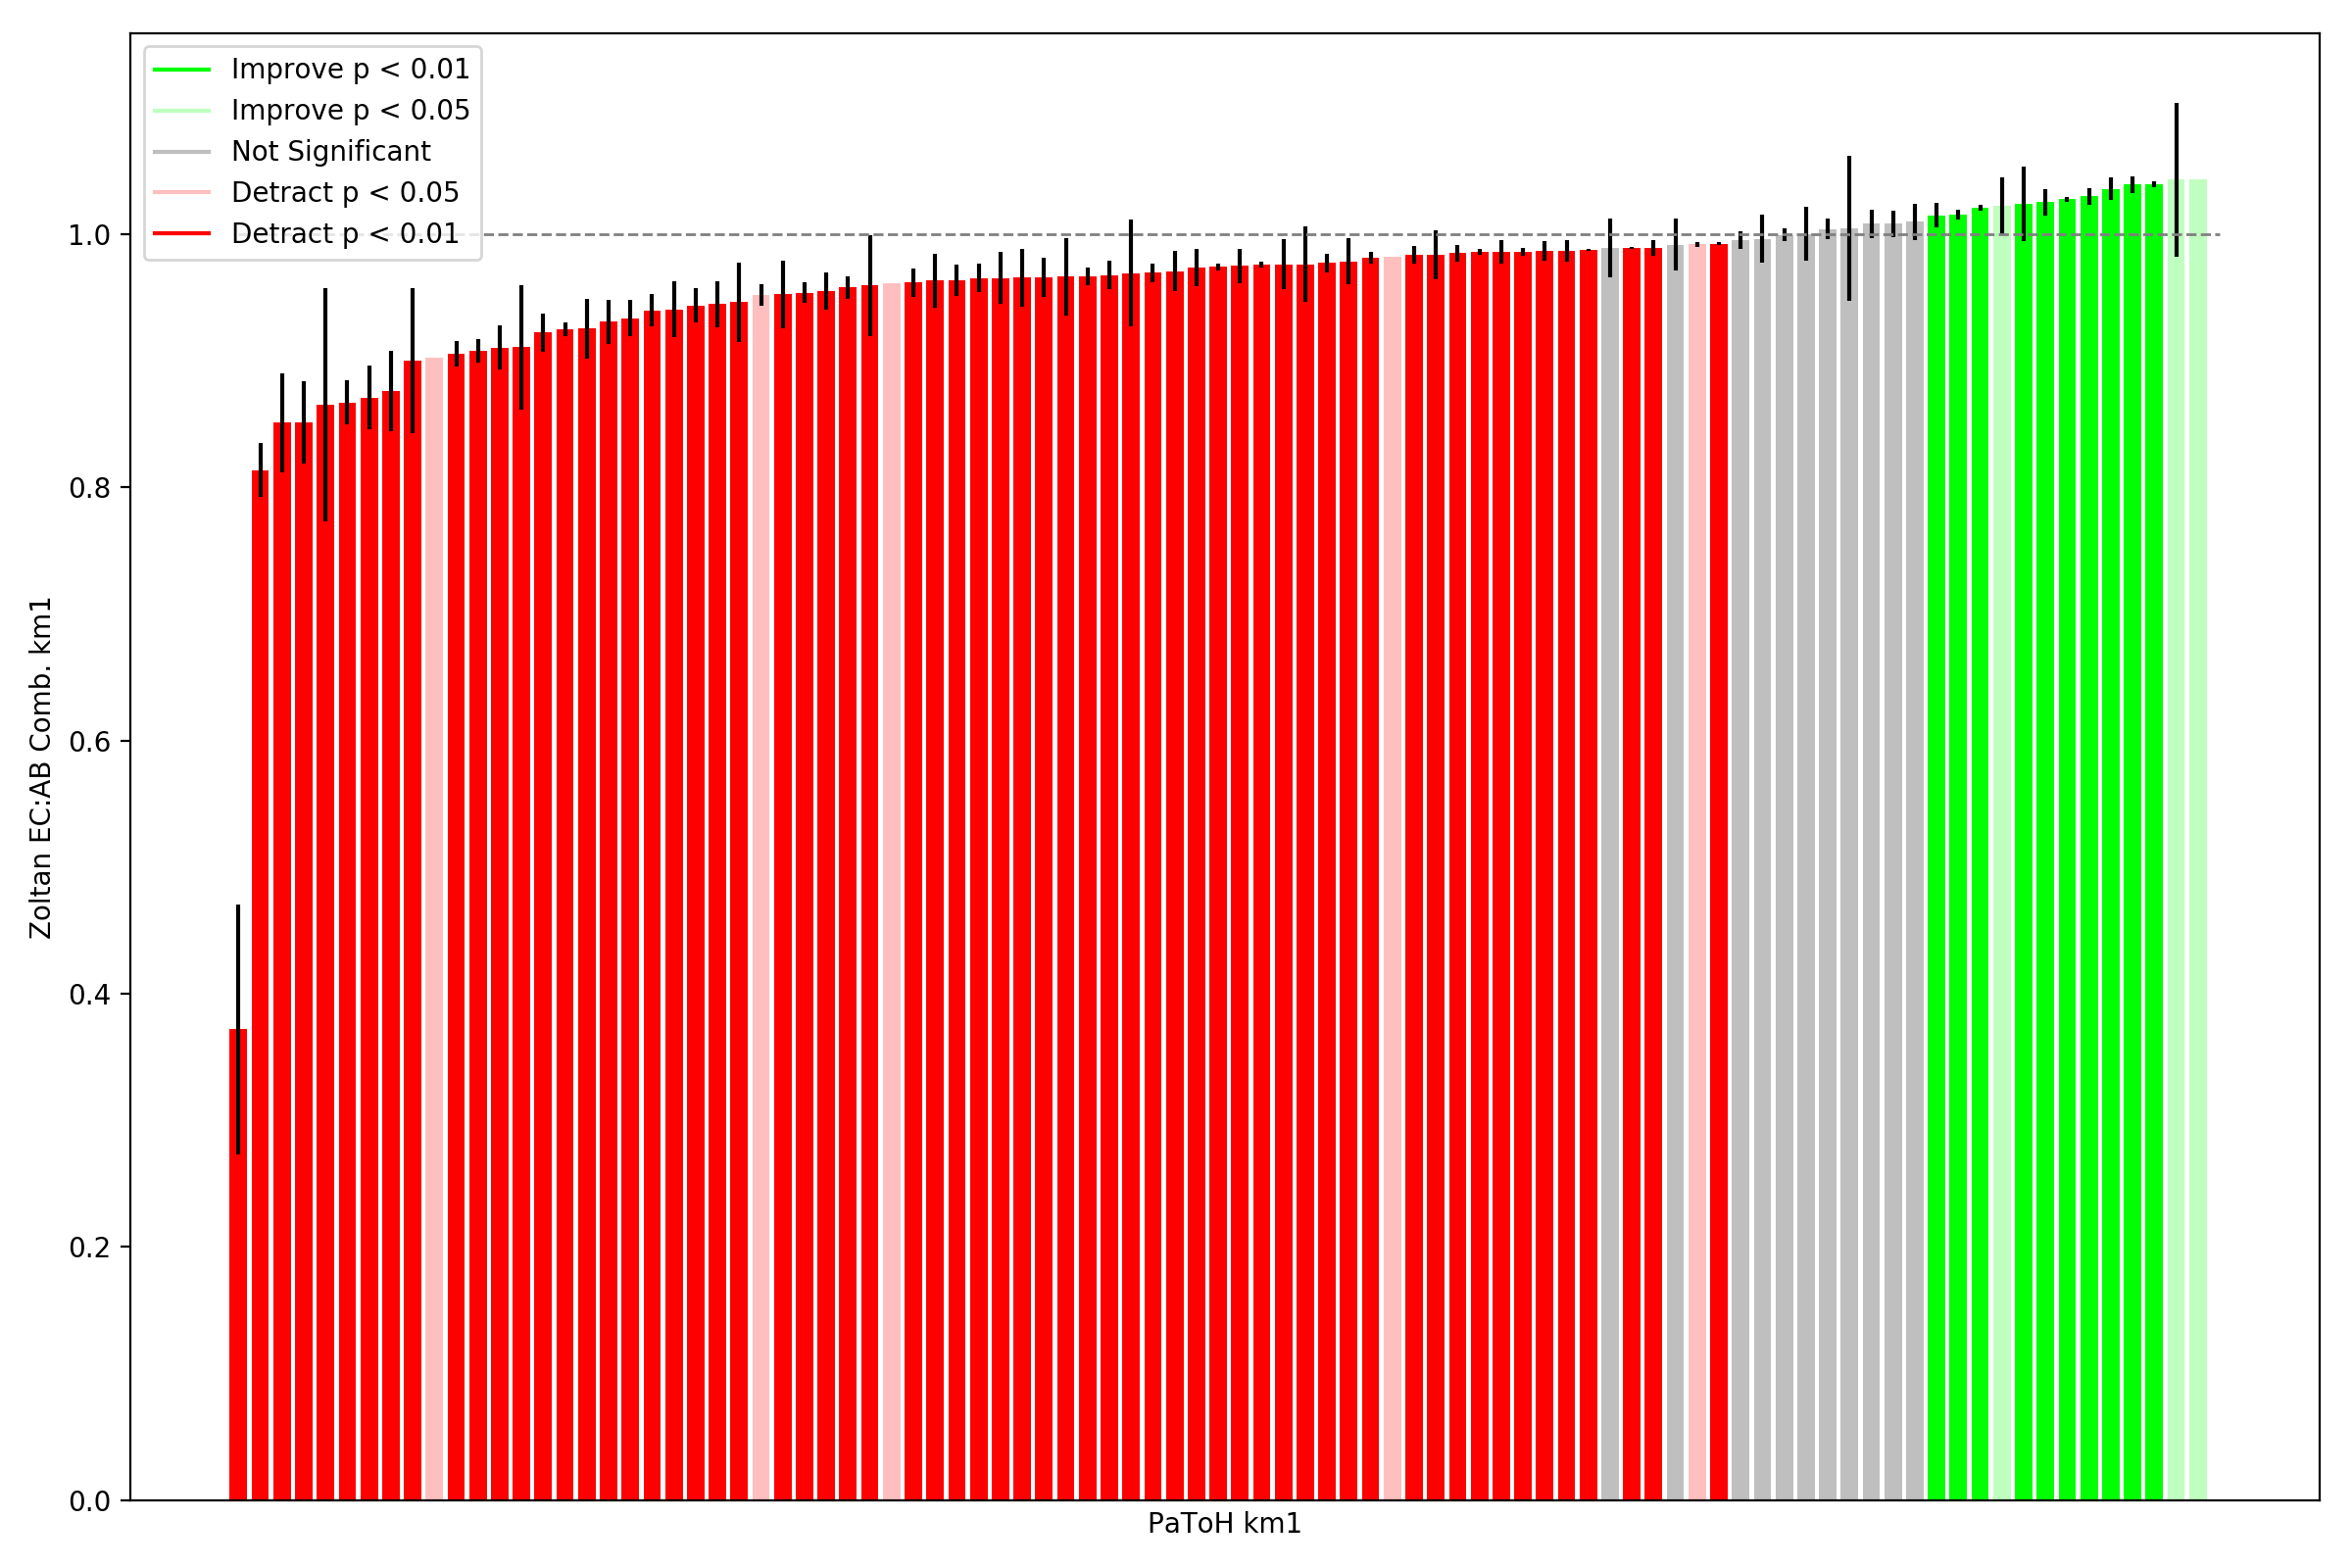 Improve p < 0.01
Improve p < 0.05
Not Significant
Detract p < 0.05
Detract p < 0.01
1.0
0.8
0.6
0.4
0.2
0.0
Zoltan EC:AB Comb. km1
PaToH km1